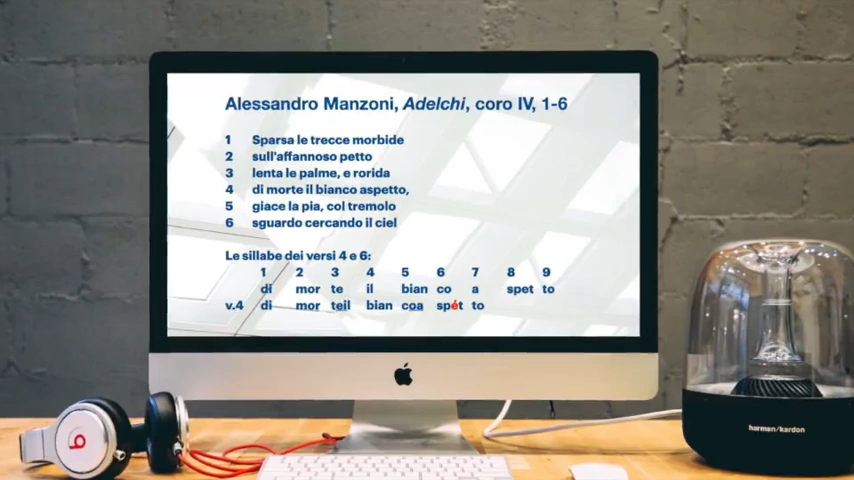 Alessandro Manzoni, Adelchi, coro IV, 1-6
1 Sparsa le trecce morbide
2 sull'affannoso petto
3 lenta le palme, e rorida
4 di morte il bianco aspetto,
5 giace la pia, col tremolo
6 sguardo cercando il ciel
Le sillabe dei versi 4 e 6:
1 2 3 4 5 6 7 8 9
di mor te il bian co a spet to
v.4 di mor teil bian coa spet to
harman/kardon